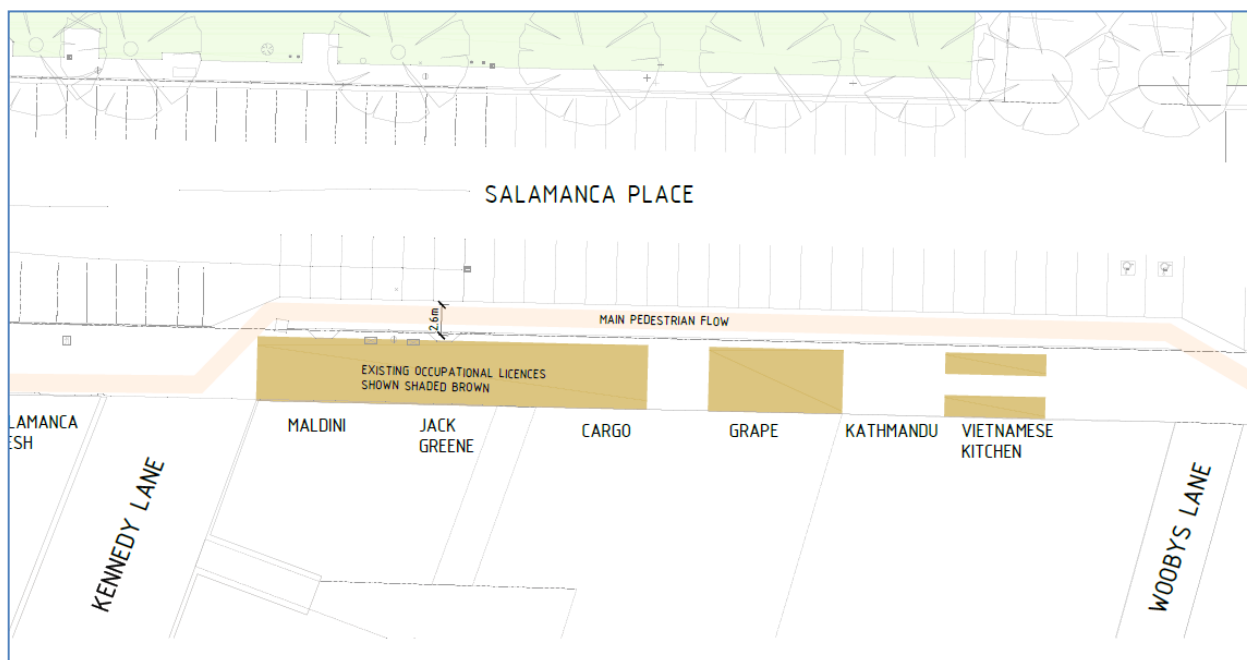 SALAMANCA PLACE
2.6m
MAIN PEDESTRIAN FLOW
EXISTING OCCUPATIONAL LICENCES
SHOWN SHADED BROWN
LAMANCA
ESH
MALDINI
JACK
GREENE
CARGO
GRAPE
KATHMANDU
VIETNAMESE
KITCHEN
KENNEDY LANE
WOOBYS LANE